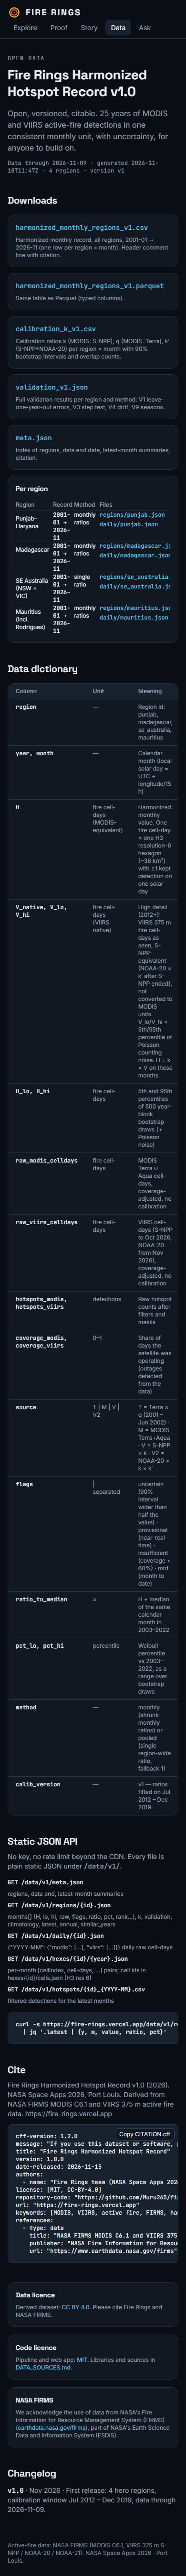 FIRE RINGS
Explore Proof Story Data Ask
OPEN DATA
Fire Rings Harmonized
Hotspot Record v1.0
Open, versioned, citable. 25 years of MODIS
and VIIRS active-fire detections in one
consistent monthly unit, with uncertainty, for
anyone to build on.
Data through 2026-11-09 · generated 2026-11-
10T11:47Z · 4 regions · version v1
Downloads
harmonized_monthly_regions_v1.csv
Harmonized monthly record, all regions, 2001-01 →
2026-11 (one row per region × month). Header comment
line with citation.
harmonized_monthly_regions_v1.parquet
Same table as Parquet (typed columns).
calibration_k_v1.csv
Calibration ratios k (MODIS÷S-NPP), q (MODIS÷Terra), k′
(S-NPP÷NOAA-20) per region × month with 90%
bootstrap intervals and overlap counts.
validation_v1.json
Full validation results per region and method: V1 leave-
one-year-out errors, V3 step test, V4 drift, V9 seasons.
meta.json
Index of regions, data end date, latest-month summaries,
citation.
Per region
Region Record Method Files
Punjab–
Haryana
2001-
01 →
2026-
11
monthly
ratios
regions/punjab.json
daily/punjab.json
Madagascar
2001-
01 →
2026-
11
monthly
ratios
regions/madagascar.js
daily/madagascar.json
SE Australia
(NSW +
VIC)
2001-
01 →
2026-
11
single
ratio
regions/se_australia.
daily/se_australia.js
Mauritius
(incl.
Rodrigues)
2001-
01 →
2026-
11
monthly
ratios
regions/mauritius.jso
daily/mauritius.json
Data dictionary
Column Unit Meaning
region — Region id:
punjab,
madagascar,
se_australia,
mauritius
year, month — Calendar
month (local
solar day =
UTC +
longitude/15
h)
H fire cell-
days
(MODIS-
equivalent)
Harmonized
monthly
value. One
fire cell-day
= one H3
resolution-6
hexagon
(~36 km²)
with ≥1 kept
detection on
one solar
day
V_native, V_lo,
V_hi
fire cell-
days
(VIIRS
native)
High detail
(2012+):
VIIRS 375 m
fire cell-
days as
seen, S-
NPP-
equivalent
(NOAA-20 ×
k′ after S-
NPP ended),
not
converted to
MODIS
units.
V_lo/V_hi =
5th/95th
percentile of
Poisson
counting
noise. H = k
× V on these
months
H_lo, H_hi fire cell-
days
5th and 95th
percentiles
of 500 year-
block
bootstrap
draws (+
Poisson
noise)
raw_modis_celldays fire cell-
days
MODIS
Terra ∪
Aqua cell-
days,
coverage-
adjusted, no
calibration
raw_viirs_celldays fire cell-
days
VIIRS cell-
days (S-NPP
to Oct 2026,
NOAA-20
from Nov
2026),
coverage-
adjusted, no
calibration
hotspots_modis,
hotspots_viirs
detections
Raw hotspot
counts after
filters and
masks
coverage_modis,
coverage_viirs
0–1
Share of
days the
satellite was
operating
(outages
detected
from the
data)
source T | M | V |
V2
T = Terra ×
q (2001 –
Jun 2002) ·
M = MODIS
Terra+Aqua
· V = S-NPP
× k · V2 =
NOAA-20 ×
k × k′
flags |-
separated
uncertain
(90%
interval
wider than
half the
value) ·
provisional
(near-real-
time) ·
insufficient
(coverage <
60%) · mtd
(month to
date)
ratio_to_median × H ÷ median
of the same
calendar
month in
2003–2022
pct_lo, pct_hi percentile Weibull
percentile
vs 2003–
2022, as a
range over
bootstrap
draws
method — monthly
(shrunk
monthly
ratios) or
pooled
(single
region-wide
ratio,
fallback 1)
calib_version — v1 — ratios
fitted on Jul
2012 – Dec
2019
Static JSON API
No key, no rate limit beyond the CDN. Every file is
plain static JSON under /data/v1/.
GET /data/v1/meta.json
regions, data end, latest-month summaries
GET /data/v1/regions/{id}.json
months[] (H, lo, hi, raw, flags, ratio, pct, rank…), k, validation,
climatology, latest, annual, similar_years
GET /data/v1/daily/{id}.json
{"YYYY-MM": {"modis": […], "viirs": […]}} daily raw cell-days
GET /data/v1/hexes/{id}/{year}.json
per-month [cellIndex, cell-days, …] pairs; cell ids in
hexes/{id}/cells.json (H3 res 6)
GET /data/v1/hotspots/{id}_{YYYY-MM}.csv
filtered detections for the latest months
curl -s https://fire-rings.vercel.app/data/v1/re
| jq '.latest | {y, m, value, ratio, pct}'
Cite
Fire Rings Harmonized Hotspot Record v1.0 (2026).
NASA Space Apps 2026, Port Louis. Derived from
NASA FIRMS MODIS C6.1 and VIIRS 375 m active fire
data. https://fire-rings.vercel.app
Copy CITATION.cff
cff-version: 1.2.0
message: "If you use this dataset or software, p
title: "Fire Rings Harmonized Hotspot Record"
version: 1.0.0
date-released: 2026-11-15
authors:
- name: "Fire Rings team (NASA Space Apps 2026
license: [MIT, CC-BY-4.0]
repository-code: "https://github.com/Muru265/fir
url: "https://fire-rings.vercel.app"
keywords: [MODIS, VIIRS, active fire, FIRMS, har
references:
- type: data
title: "NASA FIRMS MODIS C6.1 and VIIRS 375
publisher: "NASA Fire Information for Resour
url: "https://www.earthdata.nasa.gov/firms"
Data licence
Derived dataset: CC BY 4.0. Please cite Fire Rings and
NASA FIRMS.
Code licence
Pipeline and web app: MIT. Libraries and sources in
DATA_SOURCES.md.
NASA FIRMS
We acknowledge the use of data from NASA's Fire
Information for Resource Management System (FIRMS)
(earthdata.nasa.gov/firms), part of NASA's Earth Science
Data and Information System (ESDIS).
Changelog
v1.0 · Nov 2026 · First release: 4 hero regions,
calibration window Jul 2012 – Dec 2019, data through
2026-11-09.
Active-fire data: NASA FIRMS (MODIS C6.1, VIIRS 375 m S-
NPP / NOAA-20 / NOAA-21). NASA Space Apps 2026 · Port
Louis.